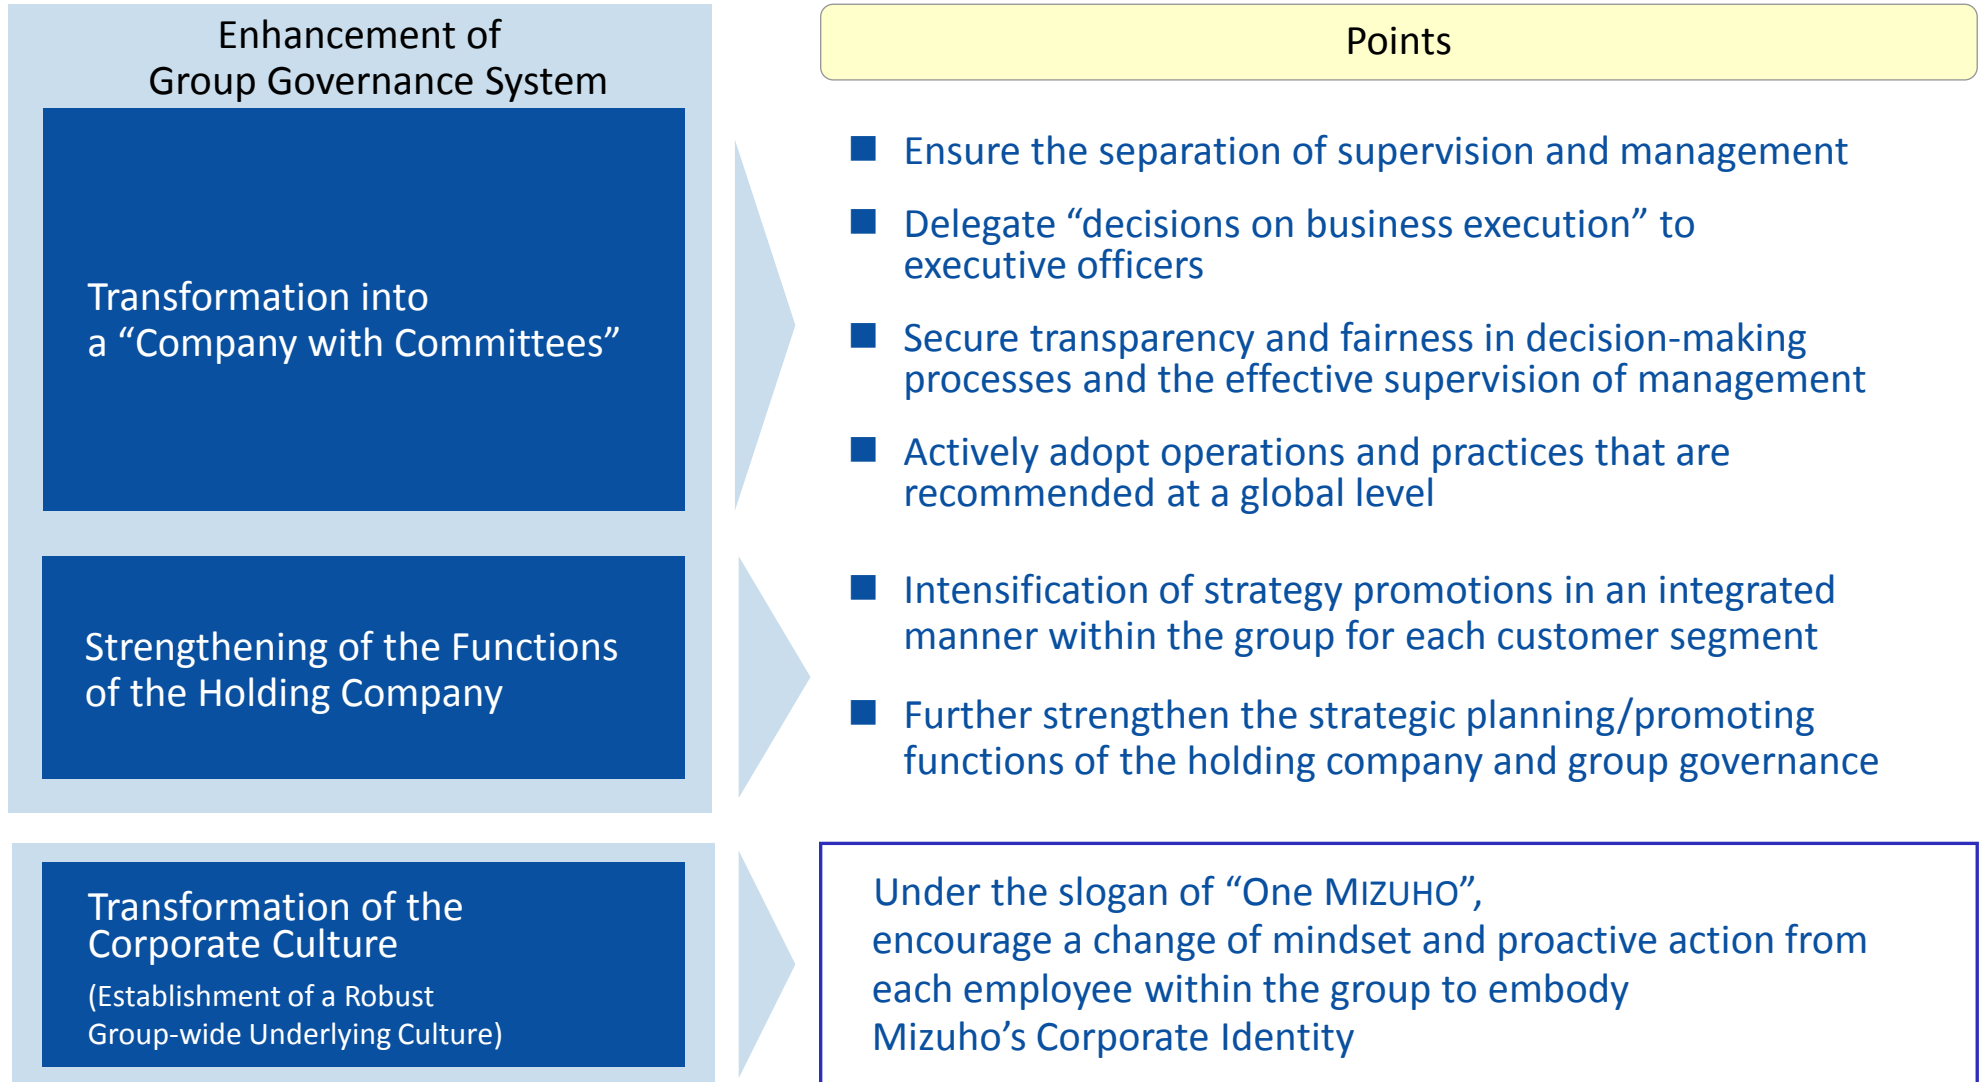 Enhancement of
Group Governance System
Points
Transformation into
a “Company with Committees”
■ Ensure the separation of supervision and management
■ Delegate “decisions on business execution” to
executive officers
■ Secure transparency and fairness in decision-making
processes and the effective supervision of management
■ Actively adopt operations and practices that are
recommended at a global level
Strengthening of the Functions
of the Holding Company
■ Intensification of strategy promotions in an integrated
manner within the group for each customer segment
■ Further strengthen the strategic planning/promoting
functions of the holding company and group governance
Transformation of the
Corporate Culture
(Establishment of a Robust
Group-wide Underlying Culture)
Under the slogan of “One MIZUHO”,
encourage a change of mindset and proactive action from
each employee within the group to embody
Mizuho’s Corporate Identity